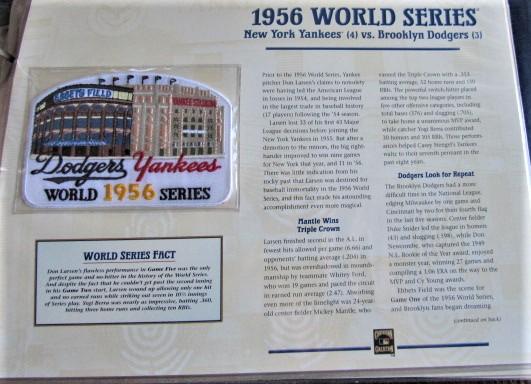 1956 WORLD SERIES
New York Yankees (4) vs. Brooklyn Dodgers (3)
EBBETS FIELD
YANKEE STADIUM
Dodgers Yankees
WORLD 1956 SERIES
WORLD SERIES FACT
Don Larsen's flawless performance in Game Five was the only
perfect game and no-hitter in the history of the World Series.
And despite the fact he couldn't get past the second inning
in his Game Two start, Larsen wound up allowing only one hit
and no earned runs while striking out seven in 10⅔ innings
of Series play. Yogi Berra was nearly as impressive, batting .360,
hitting three home runs and collecting ten RBIs.
Prior to the 1956 World Series, Yankee
pitcher Don Larsen's claims to notoriety
were having led the American League
in losses in 1954, and being involved
in the largest trade in baseball history
(17 players) following the '54 season.
Larsen lost 33 of his first 43 Major
League decisions before joining the
New York Yankees in 1955. But after a
demotion to the minors, the big right-
hander improved to win nine games
for New York that year, and 11 in '56.
There was little indication from his
rocky past that Larsen was destined for
baseball immortality in the 1956 World
Series, and this fact made his astounding
accomplishment even more magical.
Mantle Wins
Triple Crown
Larsen finished second in the A.L. in
fewest hits allowed per game (6.66) and
opponents' batting average (.204) in
1956, but was overshadowed in rounds-
manship by teammate Whitey Ford,
who won 19 games and paced the circuit
in earned run average (2.47). Absorbing
even more of the limelight was 24-year-
old center fielder Mickey Mantle, who
earned the Triple Crown with a .353
batting average, 52 home runs and 130
RBIs. The powerful switch-hitter placed
among the top two league players in
five other offensive categories, including
total bases (376) and slugging (.705),
to take home a unanimous MVP award,
while catcher Yogi Berra contributed
30 homers and 105 RBIs. Those perform-
ances helped Casey Stengel's Yankees
waltz to their seventh pennant in the
past eight years.
Dodgers Look for Repeat
The Brooklyn Dodgers had a more
difficult time in the National League,
edging Milwaukee by one game and
Cincinnati by two for their fourth flag
in the last five seasons. Center fielder
Duke Snider led the league in homers
(43) and slugging (.598), while Don
Newcombe, who captured the 1949
N.L. Rookie of the Year award, enjoyed
a monster year, winning 27 games and
compiling a 3.06 ERA on the way to the
MVP and Cy Young awards.
Ebbets Field was the scene for
Game One of the 1956 World Series,
and Brooklyn fans began dreaming
(continued on back)